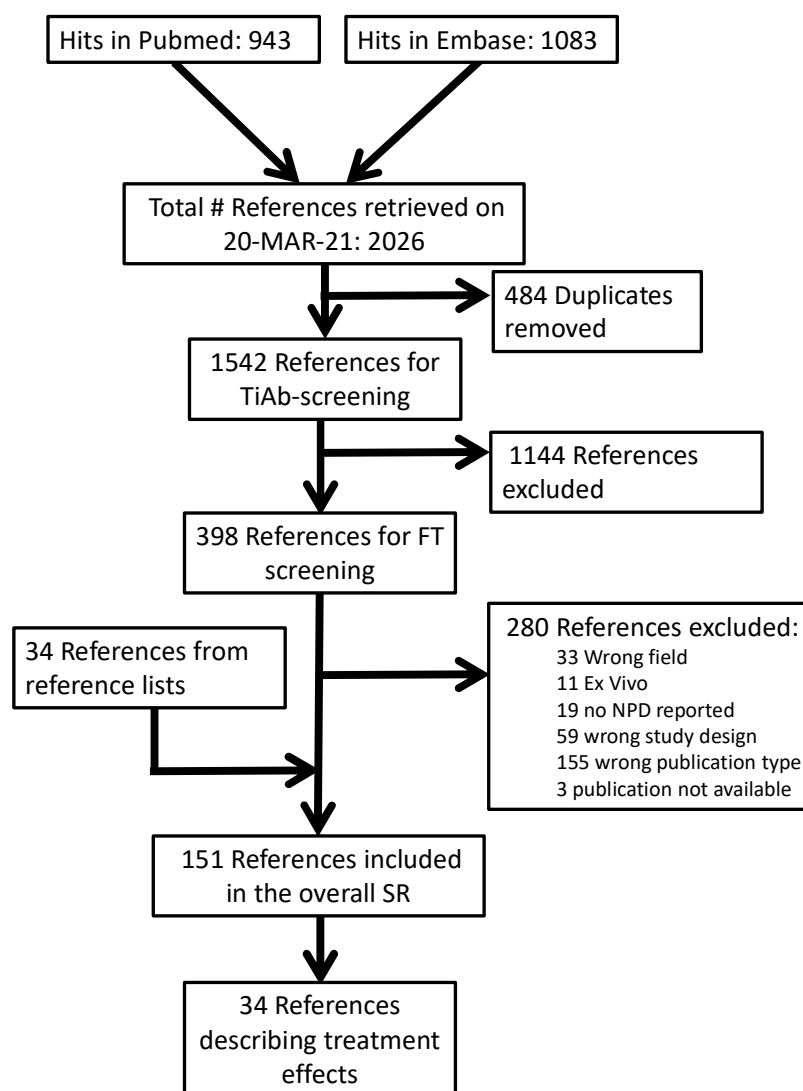 Hits in Pubmed: 943
Hits in Embase: 1083
Total # References retrieved on
20-MAR-21: 2026
484 Duplicates
removed
1542 References for
TiAb-screening
1144 References
excluded
398 References for FT
screening
34 References from
reference lists
280 References excluded:
33 Wrong field
11 Ex Vivo
19 no NPD reported
59 wrong study design
155 wrong publication type
3 publication not available
151 References included
in the overall SR
34 References
describing treatment
effects